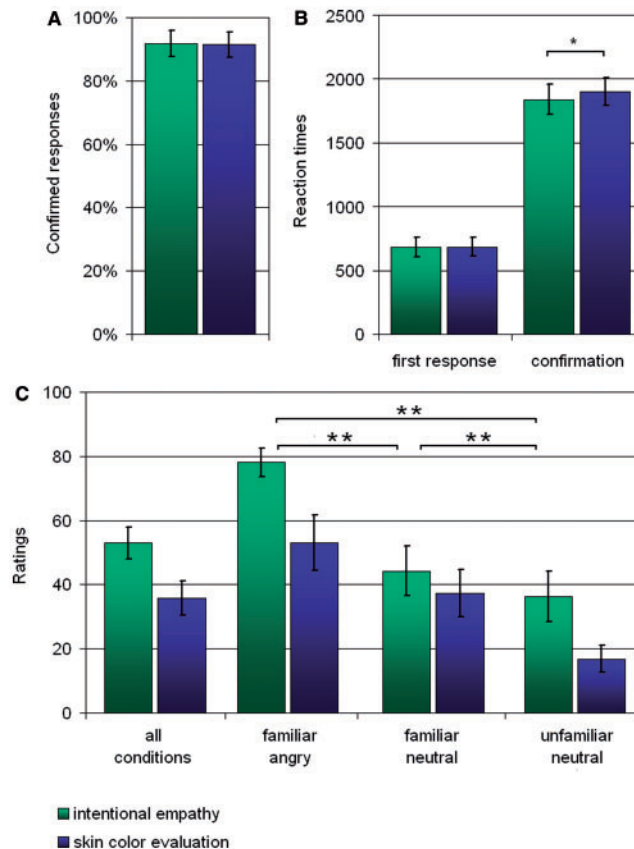 A
Confirmed responses
100%
80%
60%
40%
20%
0%
B
Reaction times
2500
2000
1500
1000
500
0
*
first response
confirmation
C
Ratings
100
80
60
40
20
0
**
** **
all conditions
familiar angry
familiar neutral
unfamiliar neutral
intentional empathy
skin color evaluation